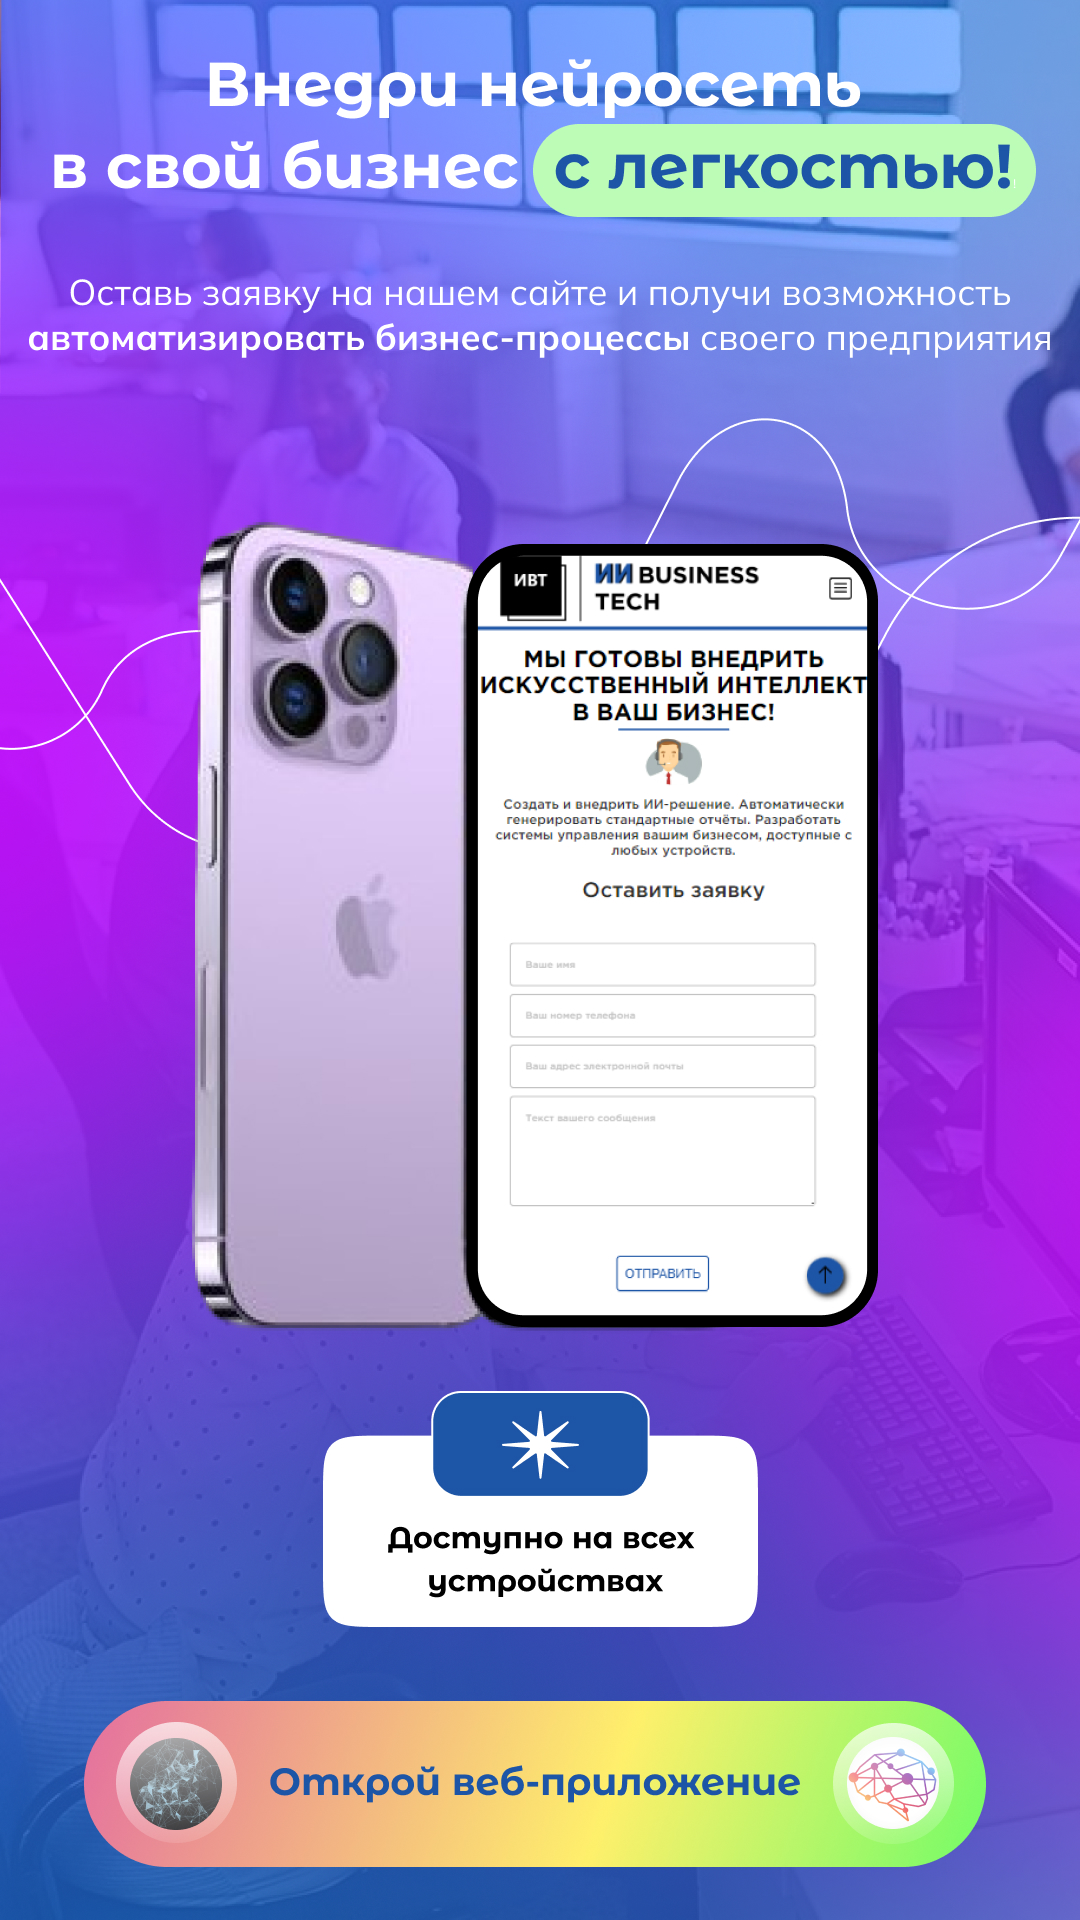 Внедри нейросеть
в свой бизнес с легкостью!
Оставь заявку на нашем сайте и получи возможность
автоматизировать бизнес-процессы своего предприятия
ИВТ
ИИ BUSINESS
TECH
МЫ ГОТОВЫ ВНЕДРИТЬ
ИСКУССТВЕННЫЙ ИНТЕЛЛЕКТ
В ВАШ БИЗНЕС!
Создать и внедрить ИИ-решение. Автоматически
генерировать стандартные отчёты. Разработать
системы управления вашим бизнесом, доступные с
любых устройств.
Оставить заявку
Ваше имя
Ваш номер телефона
Ваш адрес электронной почты
Текст вашего сообщения
ОТПРАВИТЬ
Доступно на всех
устройствах
Открой веб-приложение